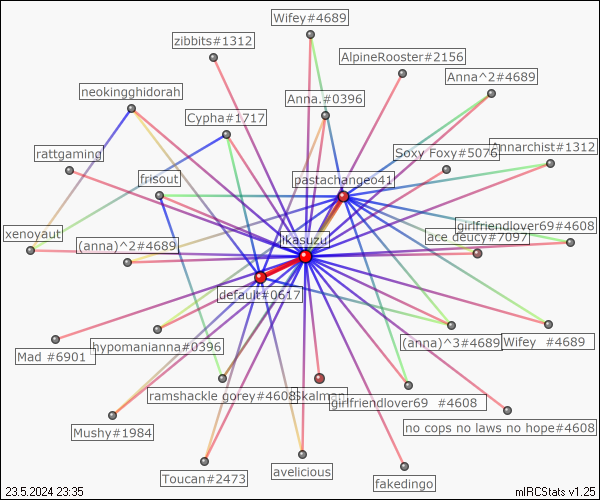 Wifey#4689
zibbits#1312
AlpineRooster#2156
Anna^2#4689
neokingghidorah
Anna.#0396
Cypha#1717
Annarchist#1312
rattgaming
Soxy Foxy#5076
frisout
pastachangeo41
girlfriendlover69#4608
xenoyaut
(anna)^2#4689
ikasuzu
ace deucy#7097
default#0617
Mad #6901
hypomanianna#0396
(anna)^3#4689
Wifey  #4689
ramshackle gorey#4608
Skalman
girlfriendlover69  #4608
Mushy#1984
no cops no laws no hope#4608
Toucan#2473
avelicious
fakedingo
23.5.2024 23:35
mIRCStats v1.25